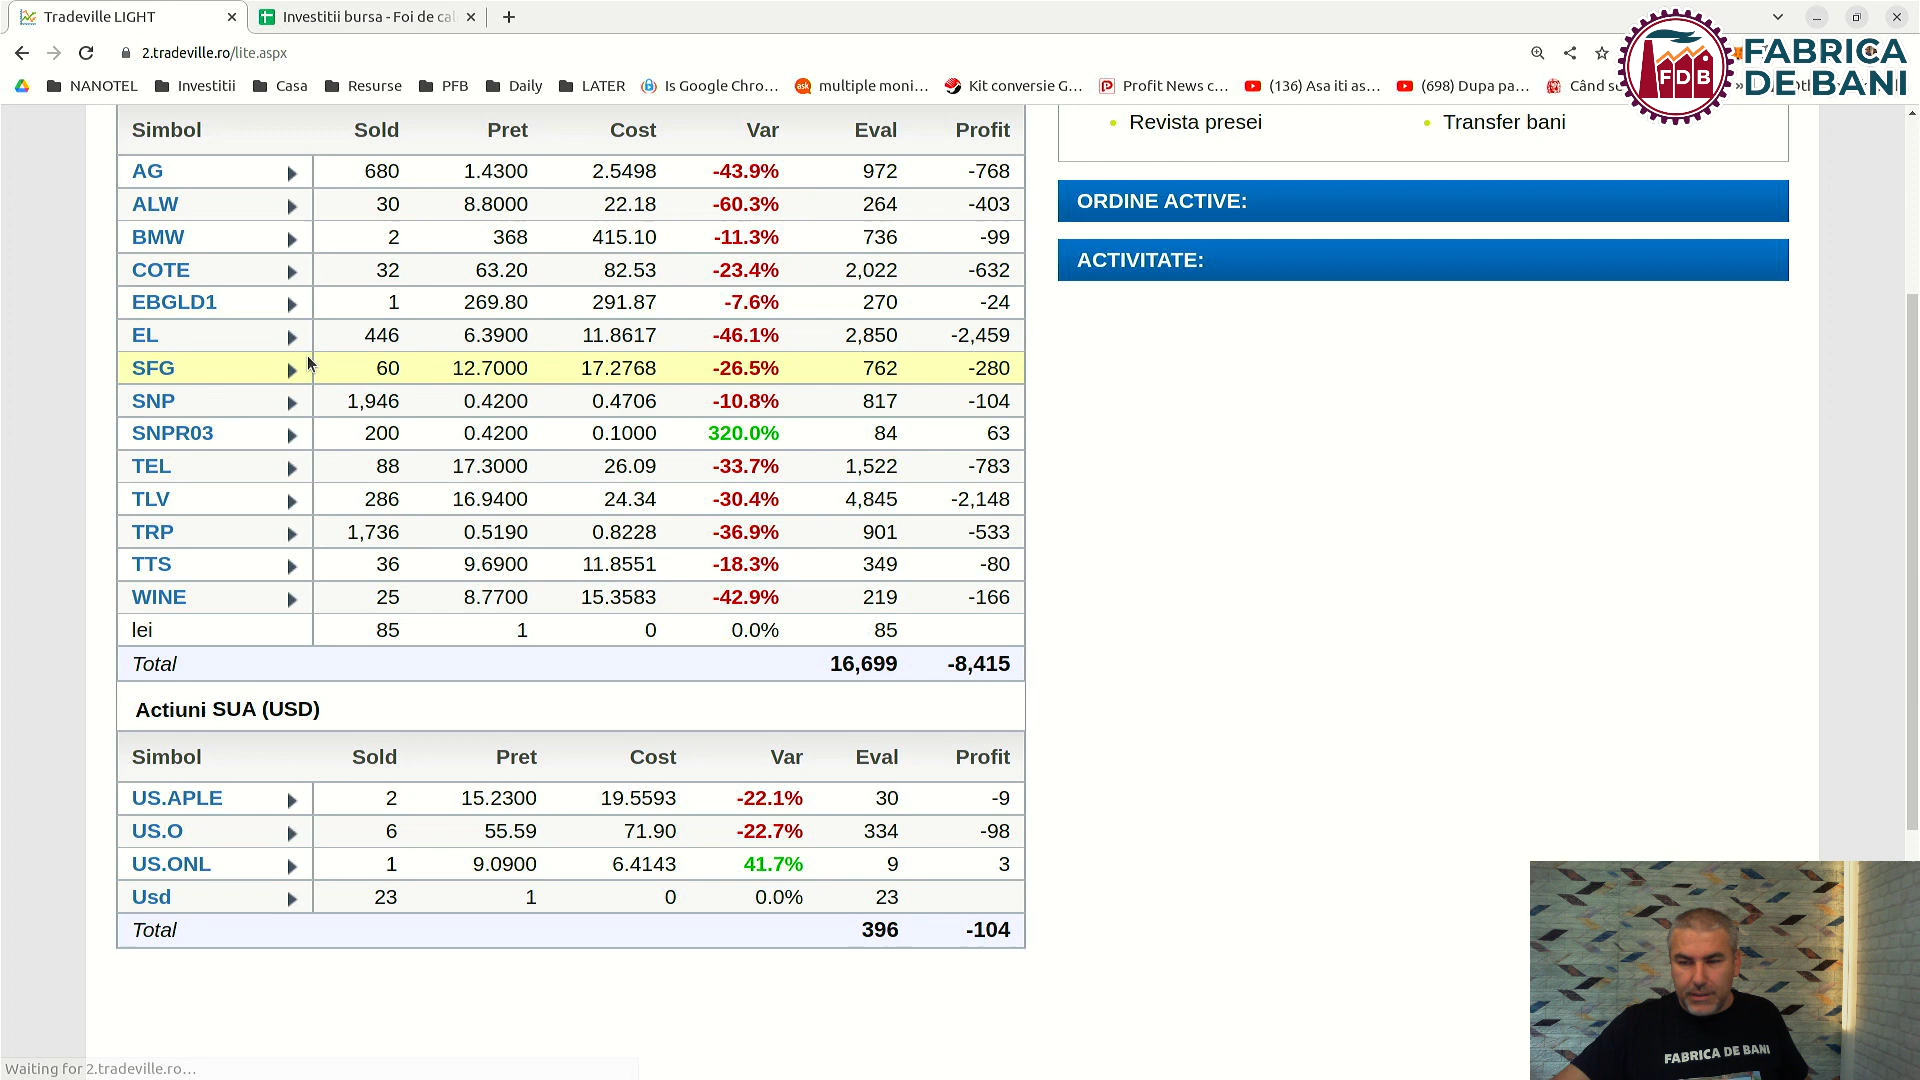 Tradeville LIGHT
Investitii bursa - Foi de cal
2.tradeville.ro/lite.aspx
NANOTEL Investitii Casa Resurse PFB Daily LATER Is Google Chro… multiple moni… Kit conversie G… Profit News c… (136) Asa iti as… (698) Dupa pa… Când
FDB FABRICA DE BANI
Revista presei Transfer bani
ORDINE ACTIVE:
ACTIVITATE:
Simbol Sold Pret Cost Var Eval Profit
AG 680 1.4300 2.5498 -43.9% 972 -768
ALW 30 8.8000 22.18 -60.3% 264 -403
BMW 2 368 415.10 -11.3% 736 -99
COTE 32 63.20 82.53 -23.4% 2,022 -632
EBGLD1 1 269.80 291.87 -7.6% 270 -24
EL 446 6.3900 11.8617 -46.1% 2,850 -2,459
SFG 60 12.7000 17.2768 -26.5% 762 -280
SNP 1,946 0.4200 0.4706 -10.8% 817 -104
SNPR03 200 0.4200 0.1000 320.0% 84 63
TEL 88 17.3000 26.09 -33.7% 1,522 -783
TLV 286 16.9400 24.34 -30.4% 4,845 -2,148
TRP 1,736 0.5190 0.8228 -36.9% 901 -533
TTS 36 9.6900 11.8551 -18.3% 349 -80
WINE 25 8.7700 15.3583 -42.9% 219 -166
lei 85 1 0 0.0% 85
Total 16,699 -8,415
Actiuni SUA (USD)
Simbol Sold Pret Cost Var Eval Profit
US.APLE 2 15.2300 19.5593 -22.1% 30 -9
US.O 6 55.59 71.90 -22.7% 334 -98
US.ONL 1 9.0900 6.4143 41.7% 9 3
Usd 23 1 0 0.0% 23
Total 396 -104
FABRICA DE BANI
Waiting for 2.tradeville.ro…